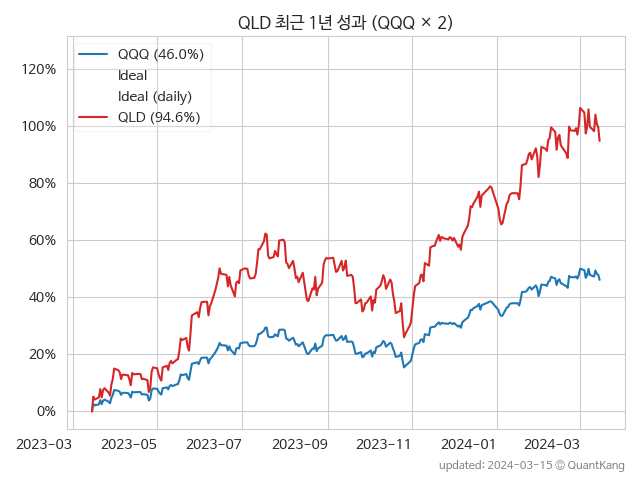 QLD 최근 1년 성과 (QQQ × 2)
QQQ (46.0%)
Ideal
Ideal (daily)
QLD (94.6%)
120%
100%
80%
60%
40%
20%
0%
2023-03 2023-05 2023-07 2023-09 2023-11 2024-01 2024-03
updated: 2024-03-15 © QuantKang